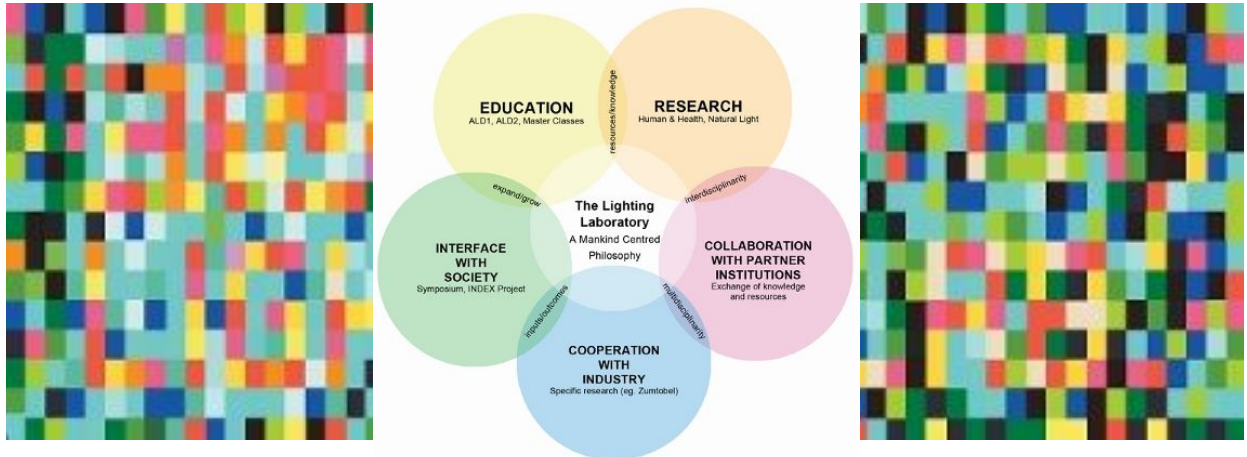 EDUCATION
ALD1, ALD2, Master Classes
resources/knowledge
RESEARCH
Human & Health, Natural Light
expand/grow
interdisciplinarity
The Lighting
Laboratory
A Mankind Centred
Philosophy
INTERFACE
WITH
SOCIETY
Symposium, INDEX Project
COLLABORATION
WITH PARTNER
INSTITUTIONS
Exchange of knowledge
and resources
inputs/outcomes
multidisciplinarity
COOPERATION
WITH
INDUSTRY
Specific research (eg. Zumtobel)